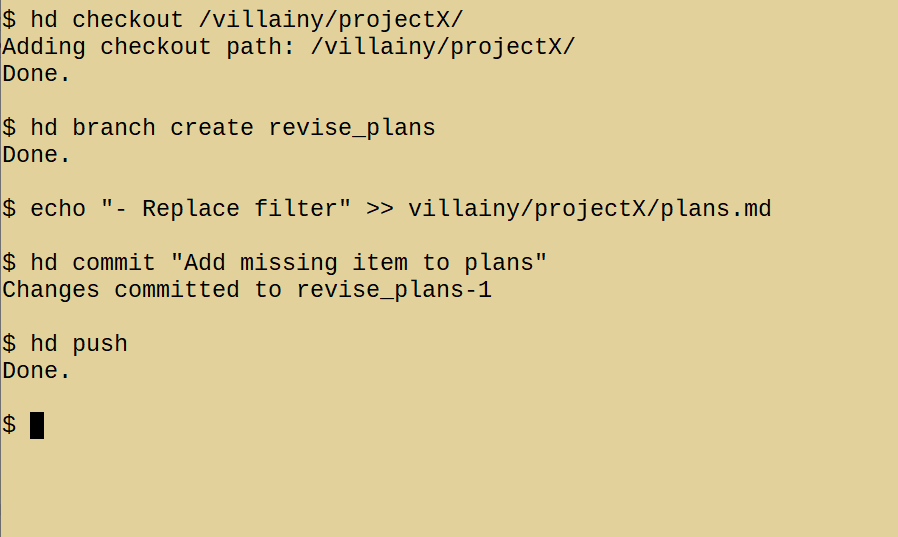 $ hd checkout /villainy/projectX/
Adding checkout path: /villainy/projectX/
Done.
$ hd branch create revise_plans
Done.
$ echo "- Replace filter" >> villainy/projectX/plans.md
$ hd commit "Add missing item to plans"
Changes committed to revise_plans-1
$ hd push
Done.
$